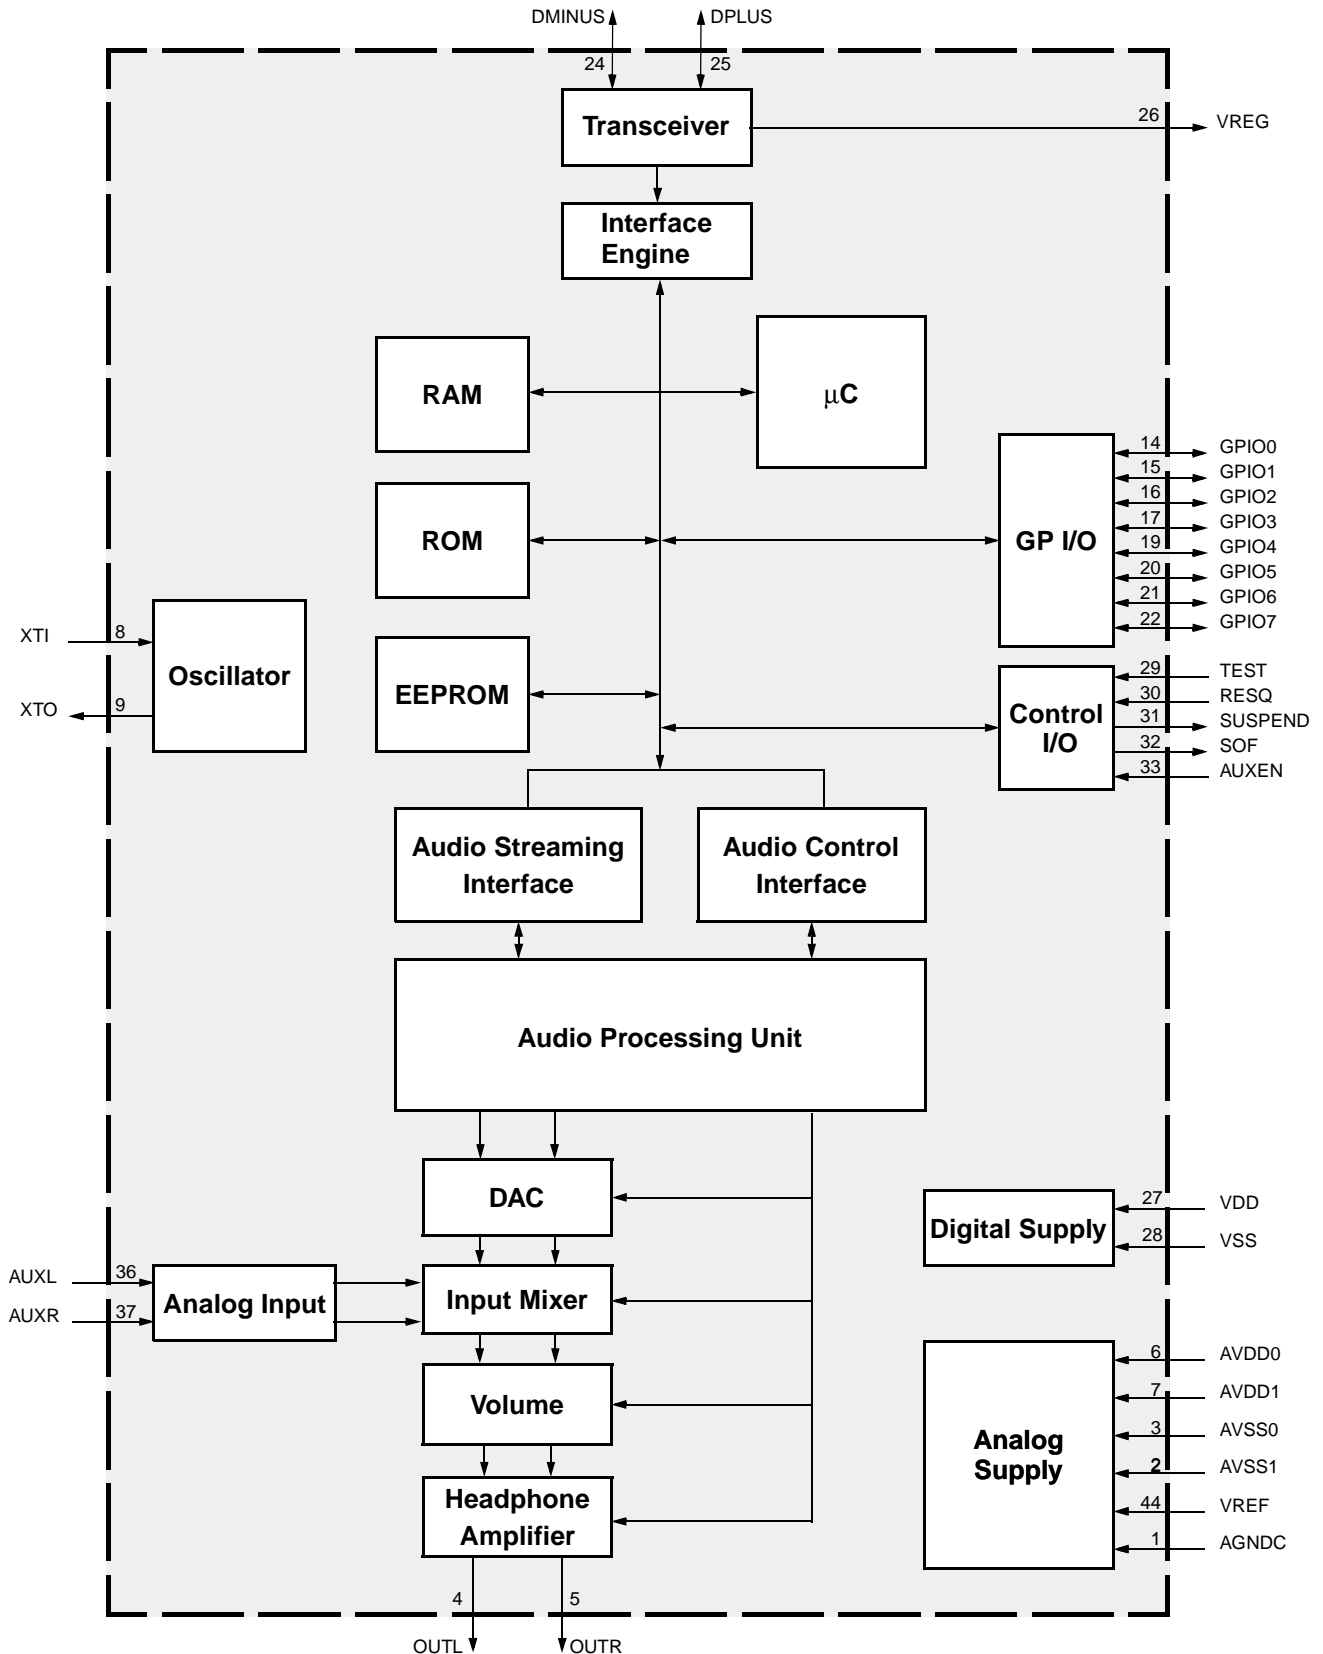 DMINUS DPLUS
24 25
Transceiver
26 VREG
Interface
Engine
RAM
μC
14 GPIO0
15 GPIO1
16 GPIO2
17 GPIO3
19 GPIO4
20 GPIO5
21 GPIO6
22 GPIO7
ROM
GP I/O
XTI 8
Oscillator
XTO 9
EEPROM
Control
I/O
29 TEST
30 RESQ
31 SUSPEND
32 SOF
33 AUXEN
Audio Streaming
Interface
Audio Control
Interface
Audio Processing Unit
DAC
Digital Supply
27 VDD
28 VSS
AUXL 36
AUXR 37
Analog Input
Input Mixer
Volume
Analog
Supply
6 AVDD0
7 AVDD1
3 AVSS0
2 AVSS1
44 VREF
1 AGNDC
Headphone
Amplifier
4 5
OUTL OUTR